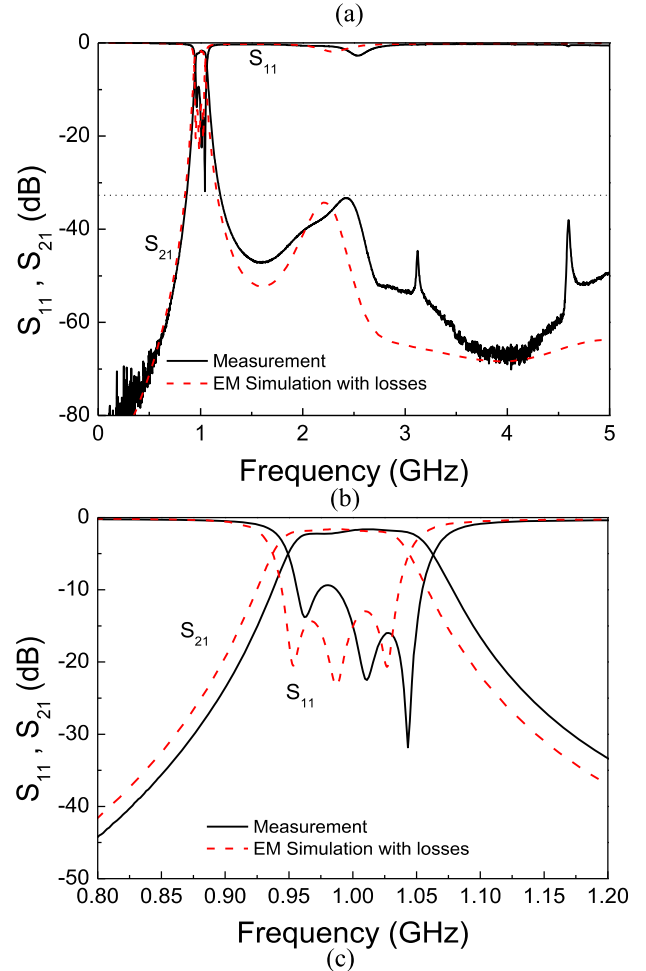 (a)
0
-20
-40
-60
-80
S11 , S21 (dB)
S11
S21
Measurement
EM Simulation with losses
0 1 2 3 4 5
Frequency (GHz)
(b)
0
-10
-20
-30
-40
-50
S11 , S21 (dB)
S21
S11
Measurement
EM Simulation with losses
0.80 0.85 0.90 0.95 1.00 1.05 1.10 1.15 1.20
Frequency (GHz)
(c)